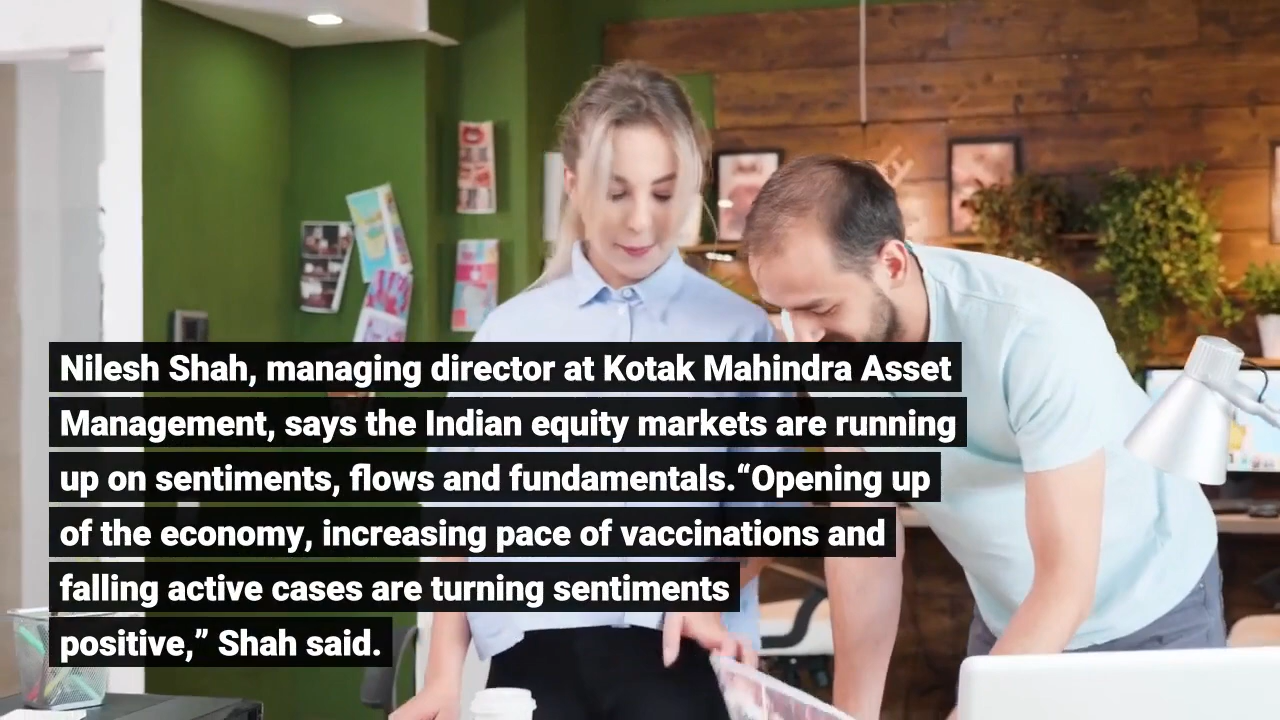 Nilesh Shah, managing director at Kotak Mahindra Asset
Management, says the Indian equity markets are running
up on sentiments, flows and fundamentals.“Opening up
of the economy, increasing pace of vaccinations and
falling active cases are turning sentiments
positive,” Shah said.